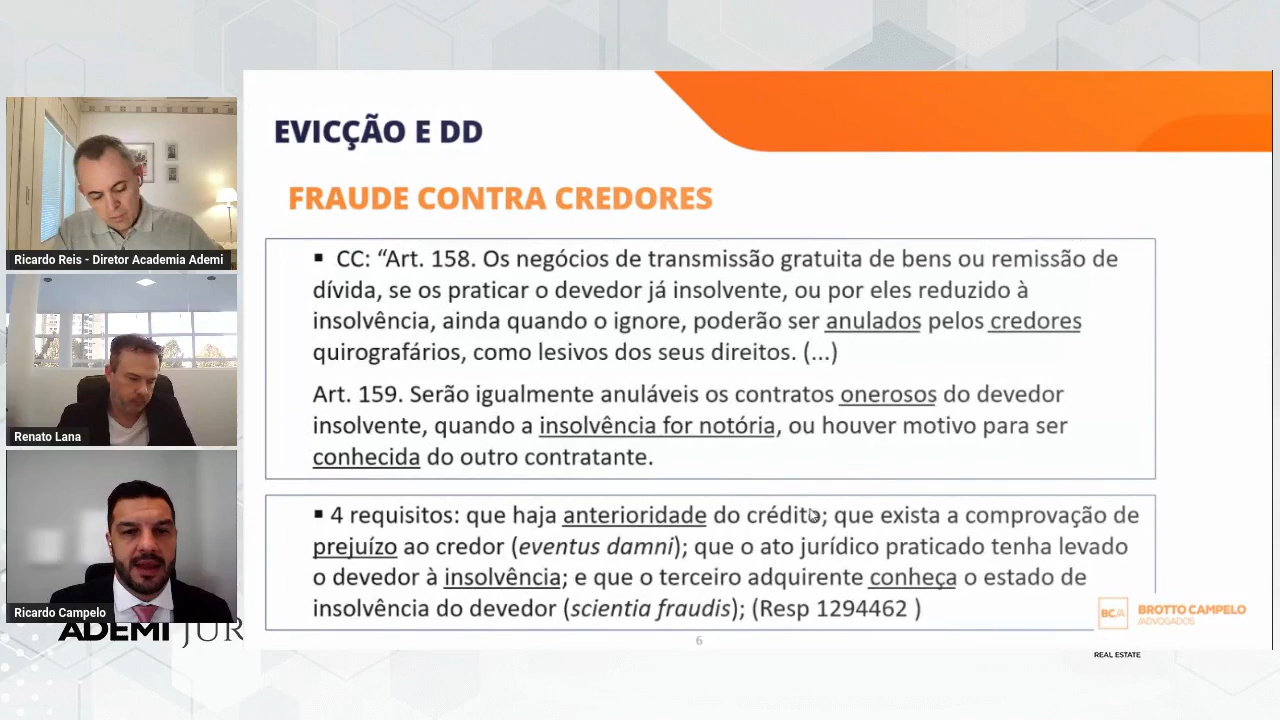 EVICÇÃO E DD
FRAUDE CONTRA CREDORES
▪ CC: “Art. 158. Os negócios de transmissão gratuita de bens ou remissão de
dívida, se os praticar o devedor já insolvente, ou por eles reduzido à
insolvência, ainda quando o ignore, poderão ser anulados pelos credores
quirografários, como lesivos dos seus direitos. (...)
Art. 159. Serão igualmente anuláveis os contratos onerosos do devedor
insolvente, quando a insolvência for notória, ou houver motivo para ser
conhecida do outro contratante.
▪ 4 requisitos: que haja anterioridade do crédito; que exista a comprovação de
prejuízo ao credor (eventus damni); que o ato jurídico praticado tenha levado
o devedor à insolvência; e que o terceiro adquirente conheça o estado de
insolvência do devedor (scientia fraudis); (Resp 1294462 )
6
BC/A
BROTTO CAMPELO
/ADVOGADOS
REAL ESTATE
Ricardo Reis - Diretor Academia Ademi
Renato Lana
Ricardo Campelo
ADEMI JUR